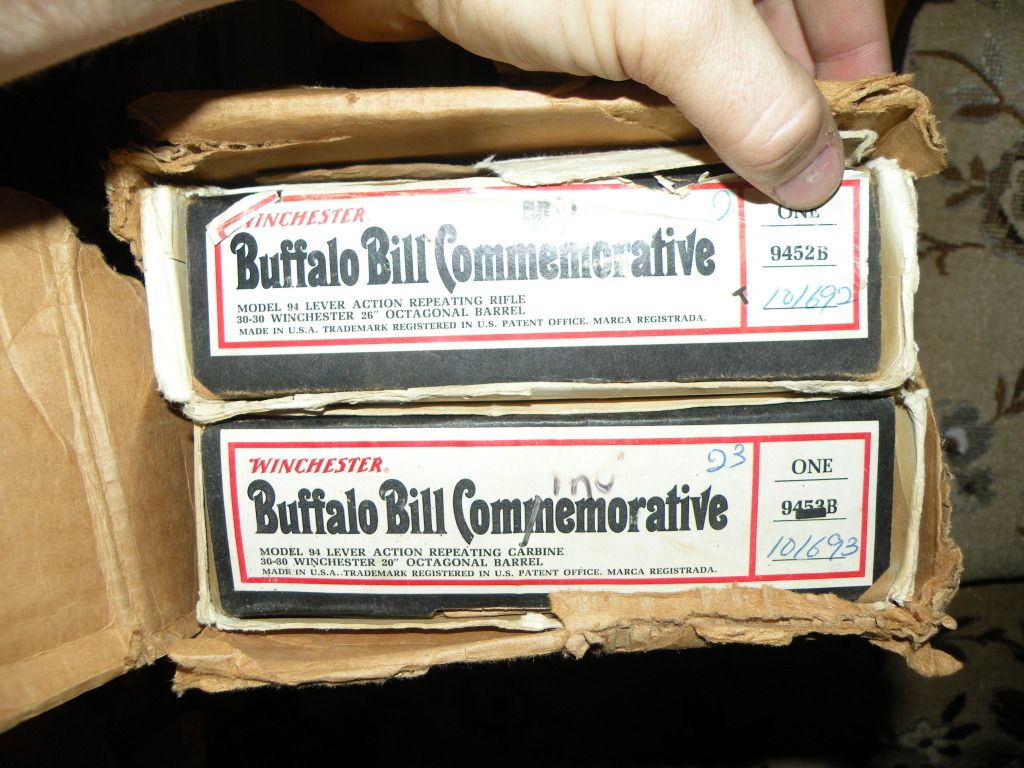 WINCHESTER®
Buffalo Bill Commemorative
MODEL 94 LEVER ACTION REPEATING RIFLE
30-30 WINCHESTER 26" OCTAGONAL BARREL
MADE IN U.S.A. TRADEMARK REGISTERED IN U.S. PATENT OFFICE. MARCA REGISTRADA.
ONE
9452B
101692
WINCHESTER®
23
Buffalo Bill Commemorative
MODEL 94 LEVER ACTION REPEATING CARBINE
30-30 WINCHESTER 20" OCTAGONAL BARREL
MADE IN U.S.A. TRADEMARK REGISTERED IN U.S. PATENT OFFICE. MARCA REGISTRADA.
ONE
9453B
101693